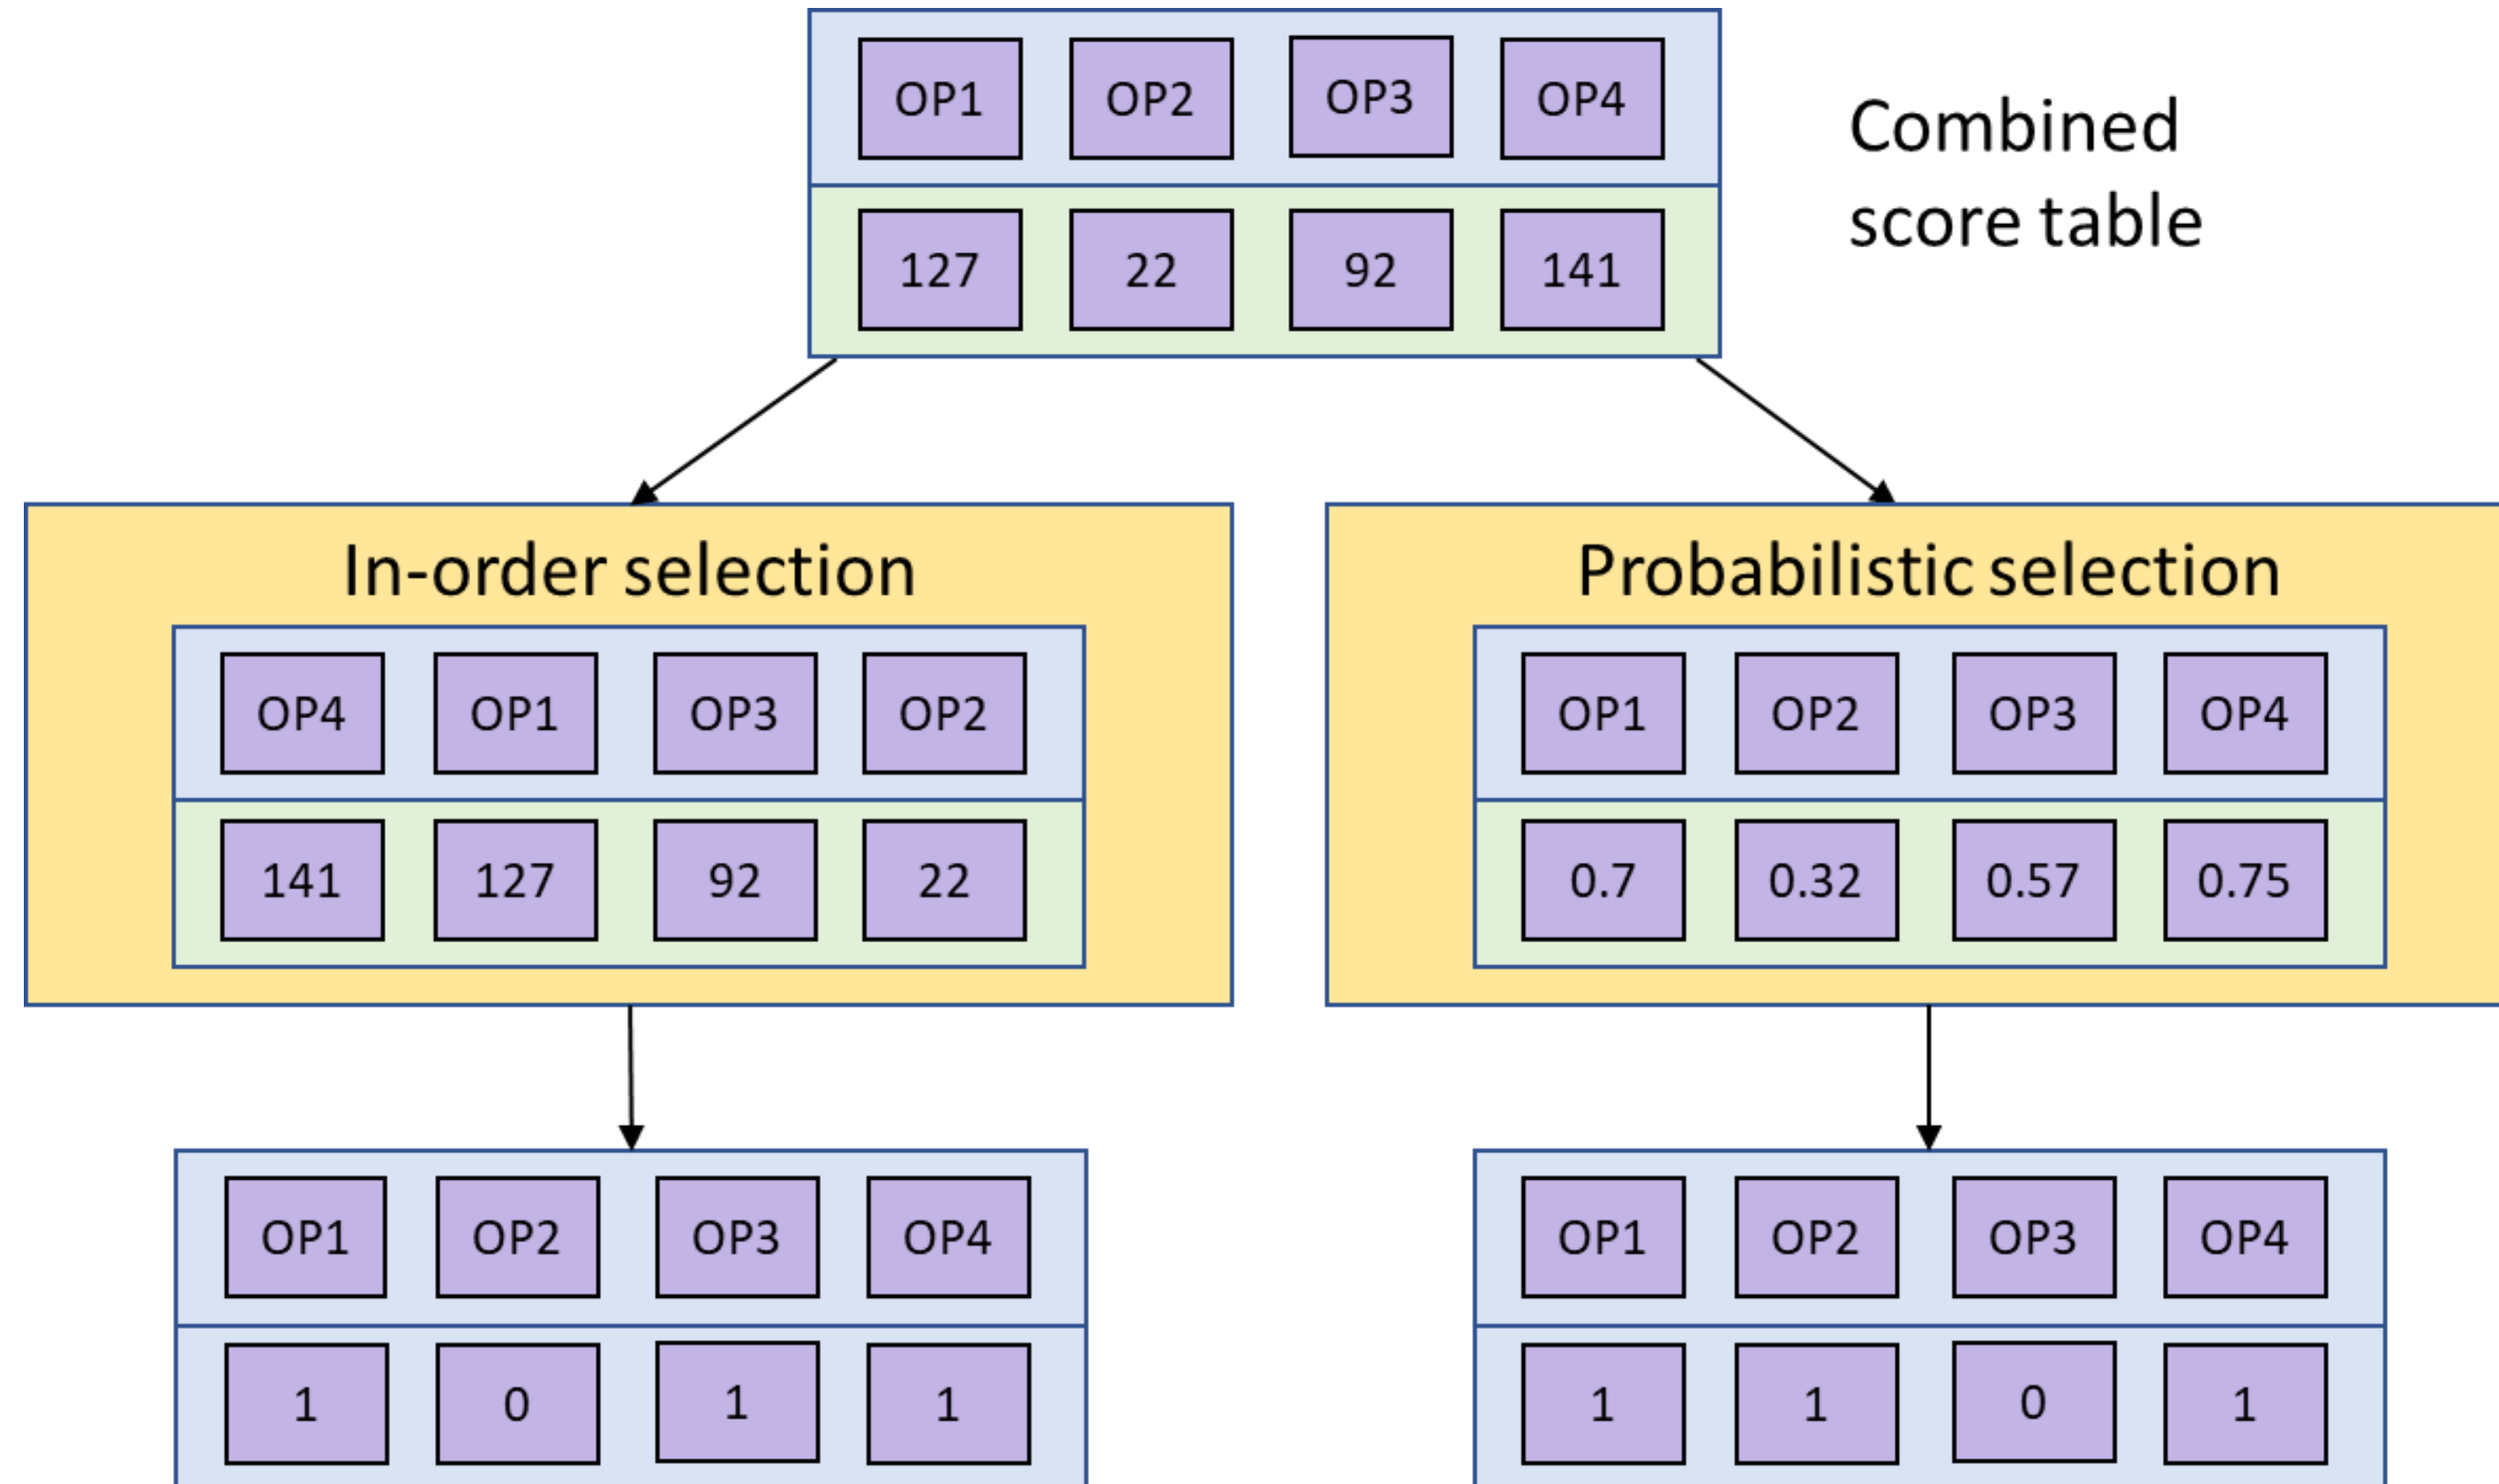 OP1 OP2 OP3 OP4
127 22 92 141
Combined
score table
In-order selection
OP4 OP1 OP3 OP2
141 127 92 22
Probabilistic selection
OP1 OP2 OP3 OP4
0.7 0.32 0.57 0.75
OP1 OP2 OP3 OP4
1 0 1 1
OP1 OP2 OP3 OP4
1 1 0 1